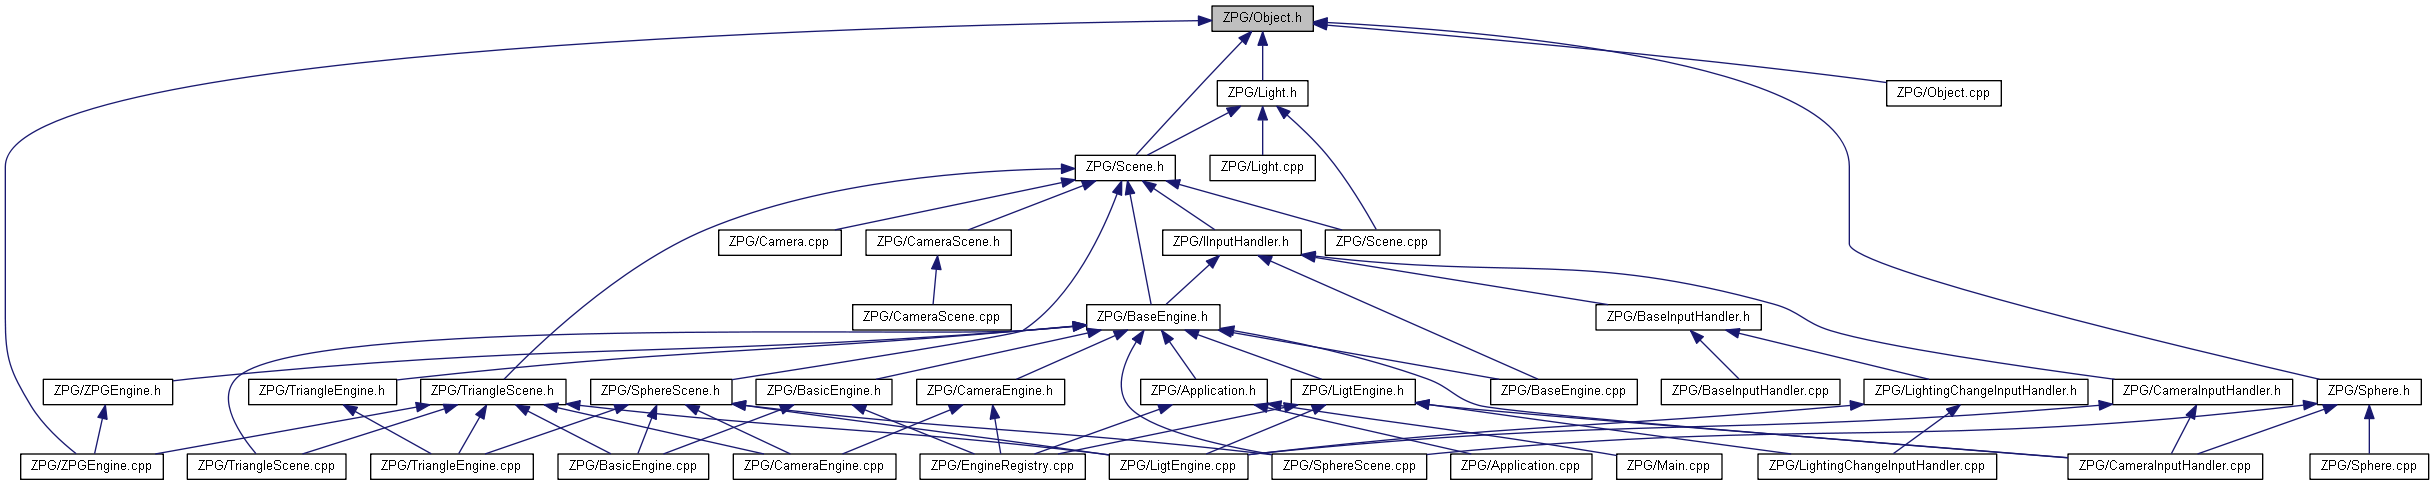 ZPG/Object.h
ZPG/Light.h
ZPG/Object.cpp
ZPG/Scene.h
ZPG/Light.cpp
ZPG/Camera.cpp
ZPG/CameraScene.h
ZPG/IInputHandler.h
ZPG/Scene.cpp
ZPG/CameraScene.cpp
ZPG/BaseEngine.h
ZPG/BaseInputHandler.h
ZPG/ZPGEngine.h
ZPG/TriangleEngine.h
ZPG/TriangleScene.h
ZPG/SphereScene.h
ZPG/BasicEngine.h
ZPG/CameraEngine.h
ZPG/Application.h
ZPG/LigtEngine.h
ZPG/BaseEngine.cpp
ZPG/BaseInputHandler.cpp
ZPG/LightingChangeInputHandler.h
ZPG/CameraInputHandler.h
ZPG/Sphere.h
ZPG/ZPGEngine.cpp
ZPG/TriangleScene.cpp
ZPG/TriangleEngine.cpp
ZPG/BasicEngine.cpp
ZPG/CameraEngine.cpp
ZPG/EngineRegistry.cpp
ZPG/LigtEngine.cpp
ZPG/SphereScene.cpp
ZPG/Application.cpp
ZPG/Main.cpp
ZPG/LightingChangeInputHandler.cpp
ZPG/CameraInputHandler.cpp
ZPG/Sphere.cpp